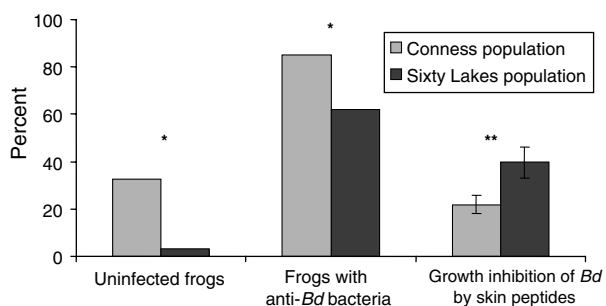 Percent
100
80
60
40
20
0
*
*
**
Conness population
Sixty Lakes population
Uninfected frogs
Frogs with
anti-Bd bacteria
Growth inhibition of Bd
by skin peptides